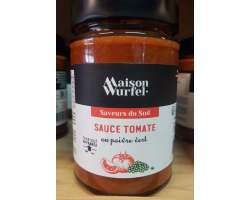 Maison
Wurfel
Saveurs du Sud
SAUCE TOMATE
au poivre vert